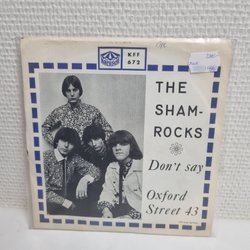 KFF
672
THE
SHAM-
ROCKS
Don't say
Oxford
Street 43